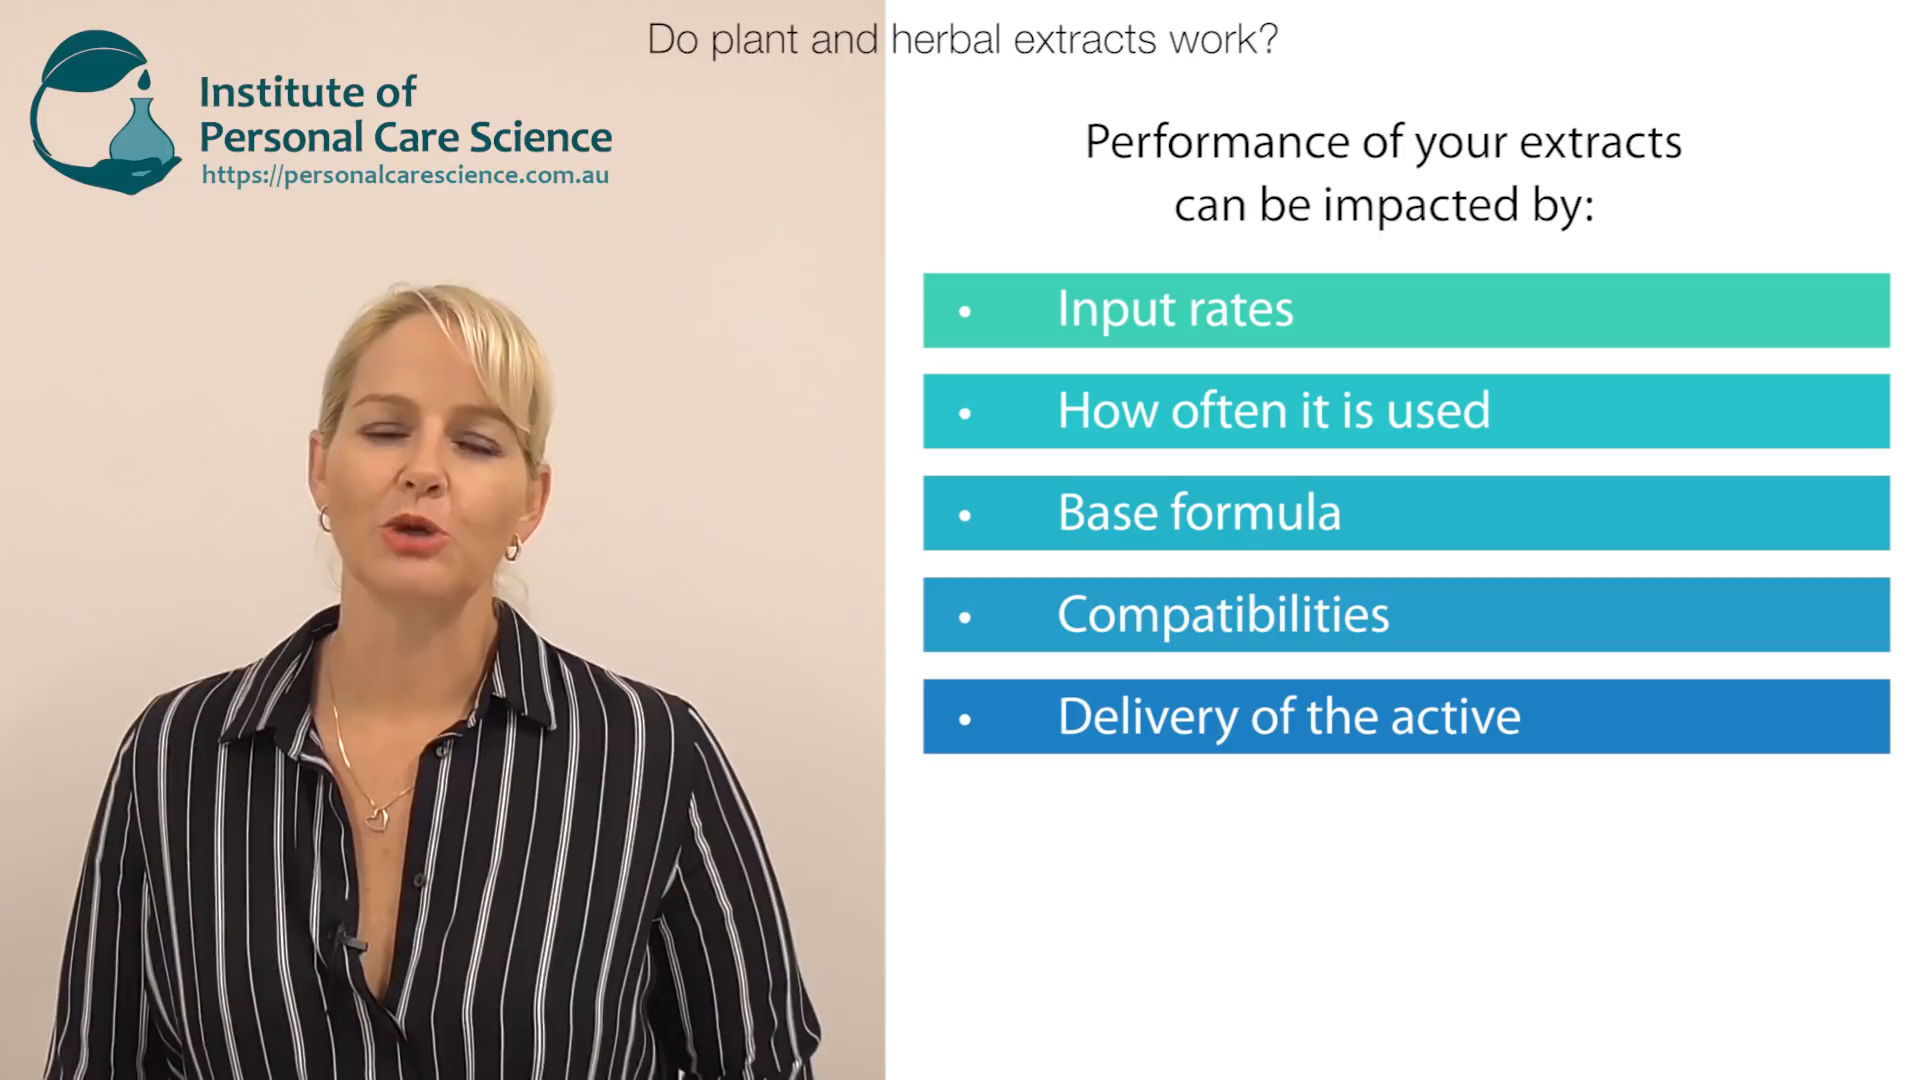 Do plant and herbal extracts work?
Institute of
Personal Care Science
https://personalcarescience.com.au
Performance of your extracts
can be impacted by:
• Input rates
• How often it is used
• Base formula
• Compatibilities
• Delivery of the active